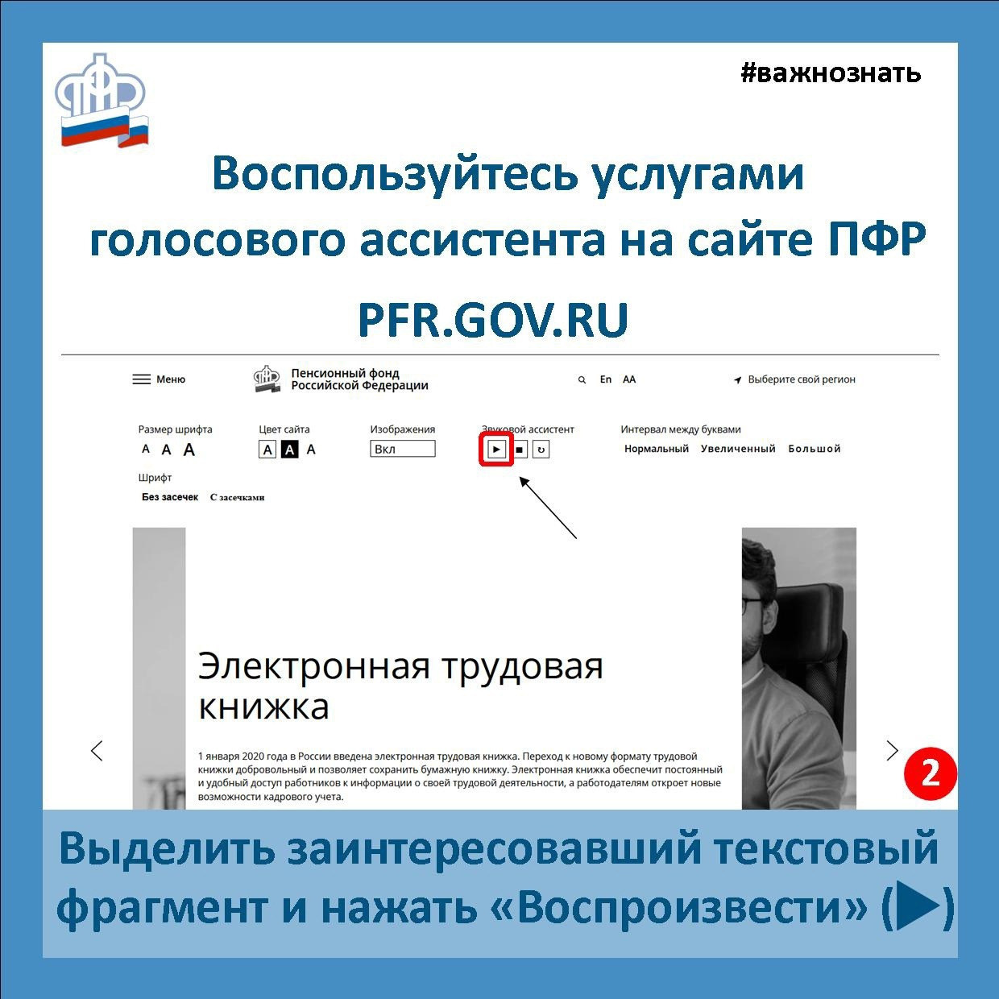 #важнознать
Воспользуйтесь услугами
голосового ассистента на сайте ПФР
PFR.GOV.RU
Меню
Пенсионный фонд
Российской Федерации
En AA
Выберите свой регион
Размер шрифта
A A A
Цвет сайта
A A A
Изображения
Вкл
Звуковой ассистент
Интервал между буквами
Нормальный Увеличенный Большой
Шрифт
Без засечек С засечками
Электронная трудовая
книжка
1 января 2020 года в России введена электронная трудовая книжка. Переход к новому формату трудовой
книжки добровольный и позволяет сохранить бумажную книжку. Электронная книжка обеспечит постоянный
и удобный доступ работников к информации о своей трудовой деятельности, а работодателям откроет новые
возможности кадрового учета.
2
Выделить заинтересовавший текстовый
фрагмент и нажать «Воспроизвести» (▶)